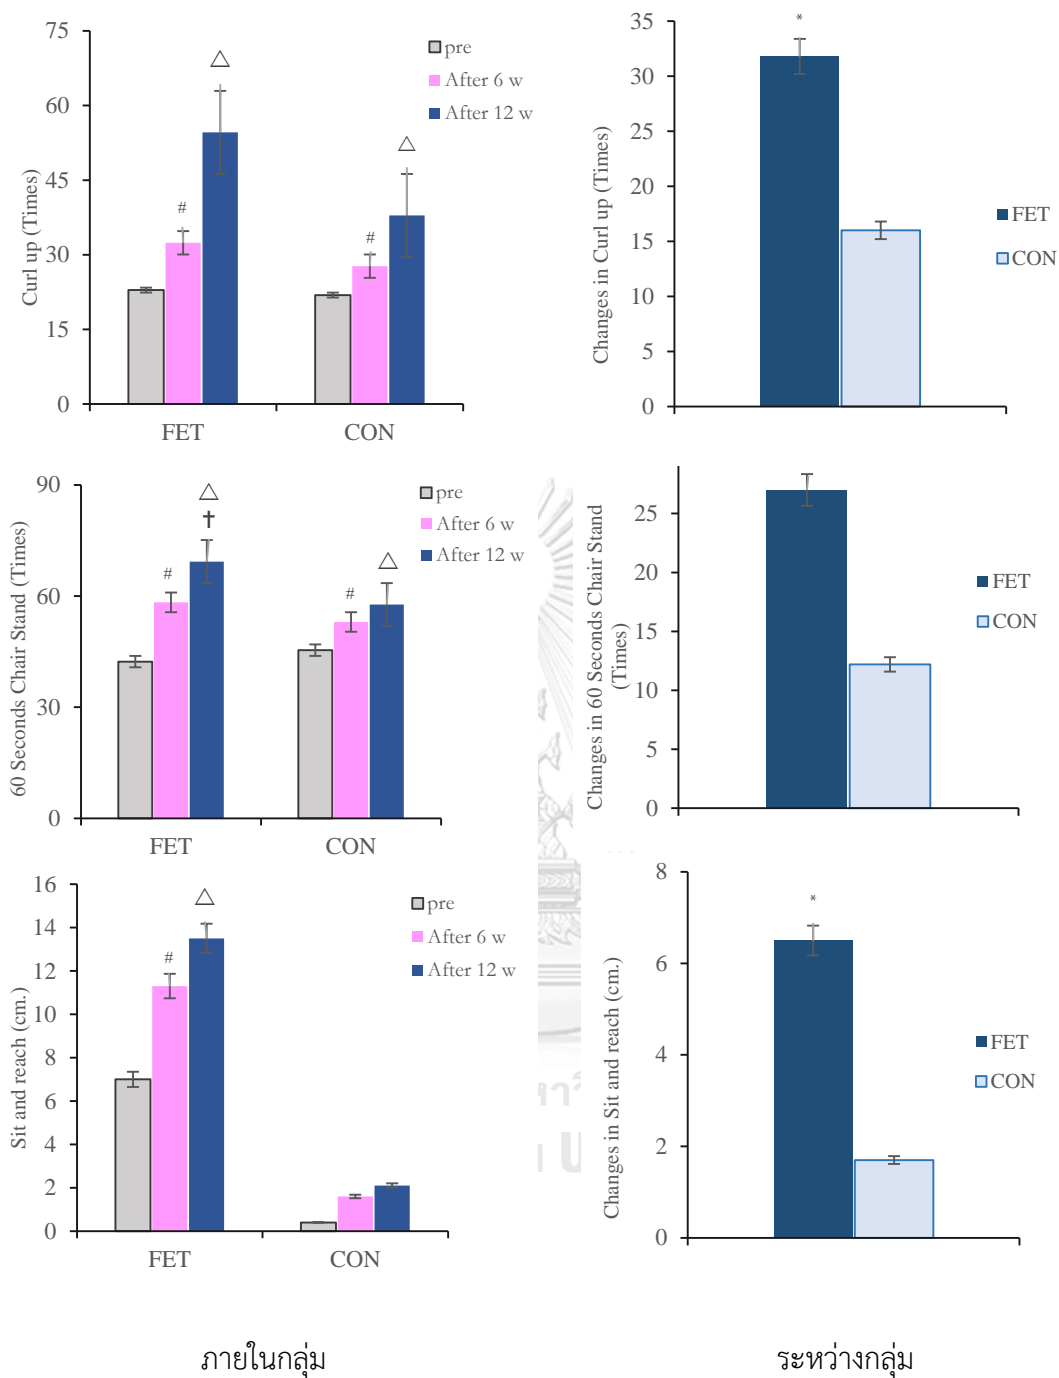 75
60
45
30
15
0
Curl up (Times)
# △
# △
FET CON
pre
After 6 w
After 12 w
35
30
25
20
15
10
5
0
Changes in Curl up (Times)
*
FET
CON
90
60
30
0
60 Seconds Chair Stand (Times)
# △ †
# △
FET CON
pre
After 6 w
After 12 w
25
20
15
10
5
0
Changes in 60 Seconds Chair Stand
(Times)
FET
CON
16
14
12
10
8
6
4
2
0
Sit and reach (cm.)
# △
FET CON
pre
After 6 w
After 12 w
8
6
4
2
0
Changes in Sit and reach (cm.)
*
FET
CON
ภายในกลุ่ม
ระหว่างกลุ่ม